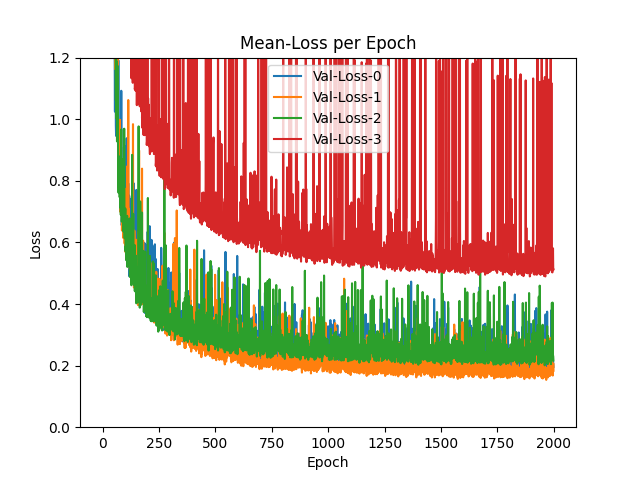 Mean-Loss per Epoch
1.2
1.0
0.8
0.6
0.4
0.2
0.0
Loss
Val-Loss-0
Val-Loss-1
Val-Loss-2
Val-Loss-3
0 250 500 750 1000 1250 1500 1750 2000
Epoch